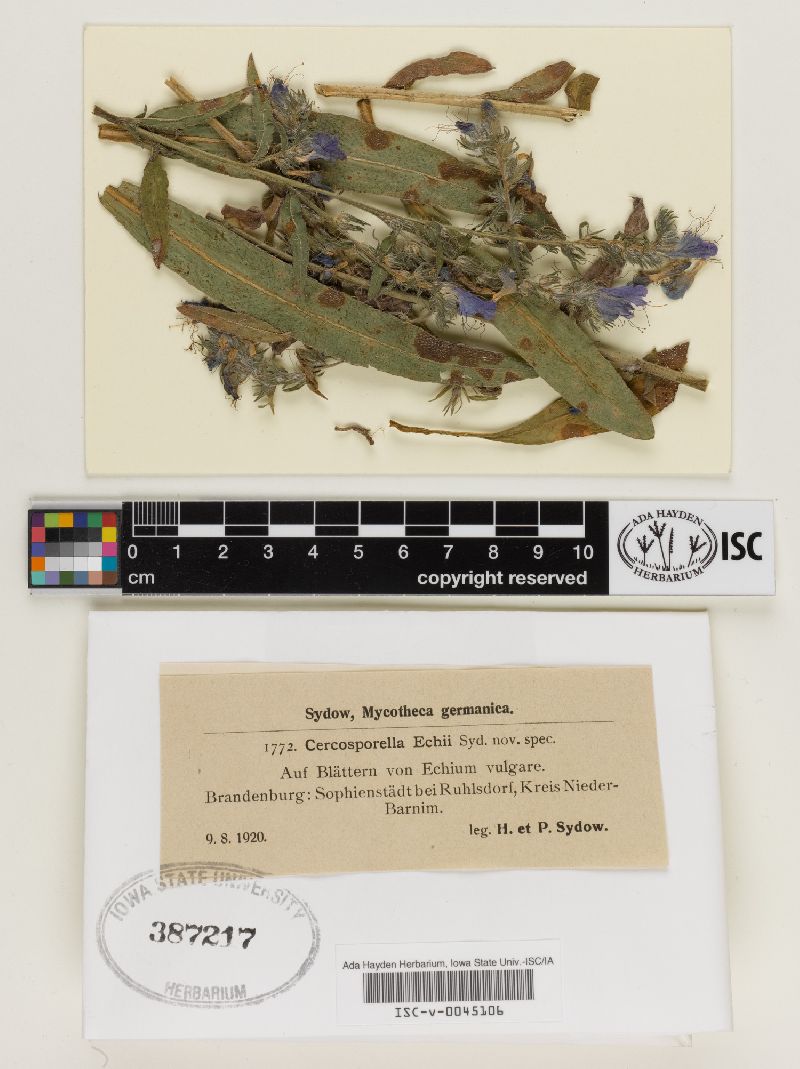 0 1 2 3 4 5 6 7 8 9 10
cm
copyright reserved
ADA HAYDEN
HERBARIUM
ISC
Sydow, Mycotheca germanica.
1772. Cercosporella Echii Syd. nov. spec.
Auf Blättern von Echium vulgare.
Brandenburg: Sophienstädt bei Ruhlsdorf, Kreis Nieder-
Barnim.
9. 8. 1920.
leg. H. et P. Sydow.
IOWA STATE UNIVERSITY
387217
HERBARIUM
Ada Hayden Herbarium, Iowa State Univ.-ISC/IA
ISC-v-0045106